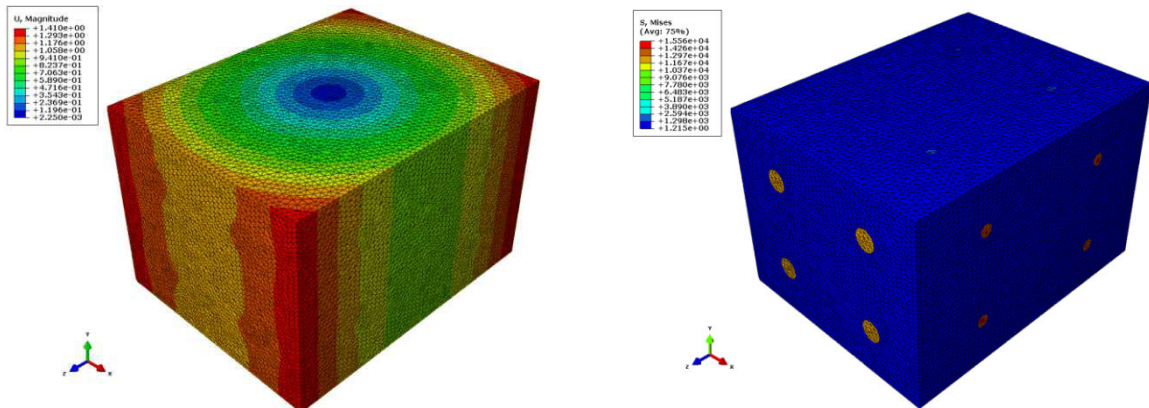 U, Magnitude
+1.410e+00
+1.293e+00
+1.176e+00
+1.058e+00
+9.410e-01
+8.237e-01
+7.063e-01
+5.890e-01
+4.716e-01
+3.543e-01
+2.369e-01
+1.196e-01
+2.250e-03
Y
Z
X
S, Mises
(Avg: 75%)
+1.556e+04
+1.426e+04
+1.297e+04
+1.167e+04
+1.037e+04
+9.076e+03
+7.780e+03
+6.483e+03
+5.187e+03
+3.890e+03
+2.594e+03
+1.298e+03
+1.215e+00
Y
Z
X